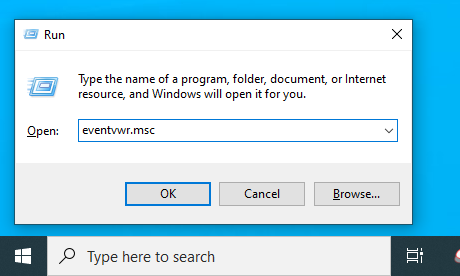 Run
Type the name of a program, folder, document, or Internet
resource, and Windows will open it for you.
Open: eventvwr.msc
OK Cancel Browse...
Type here to search